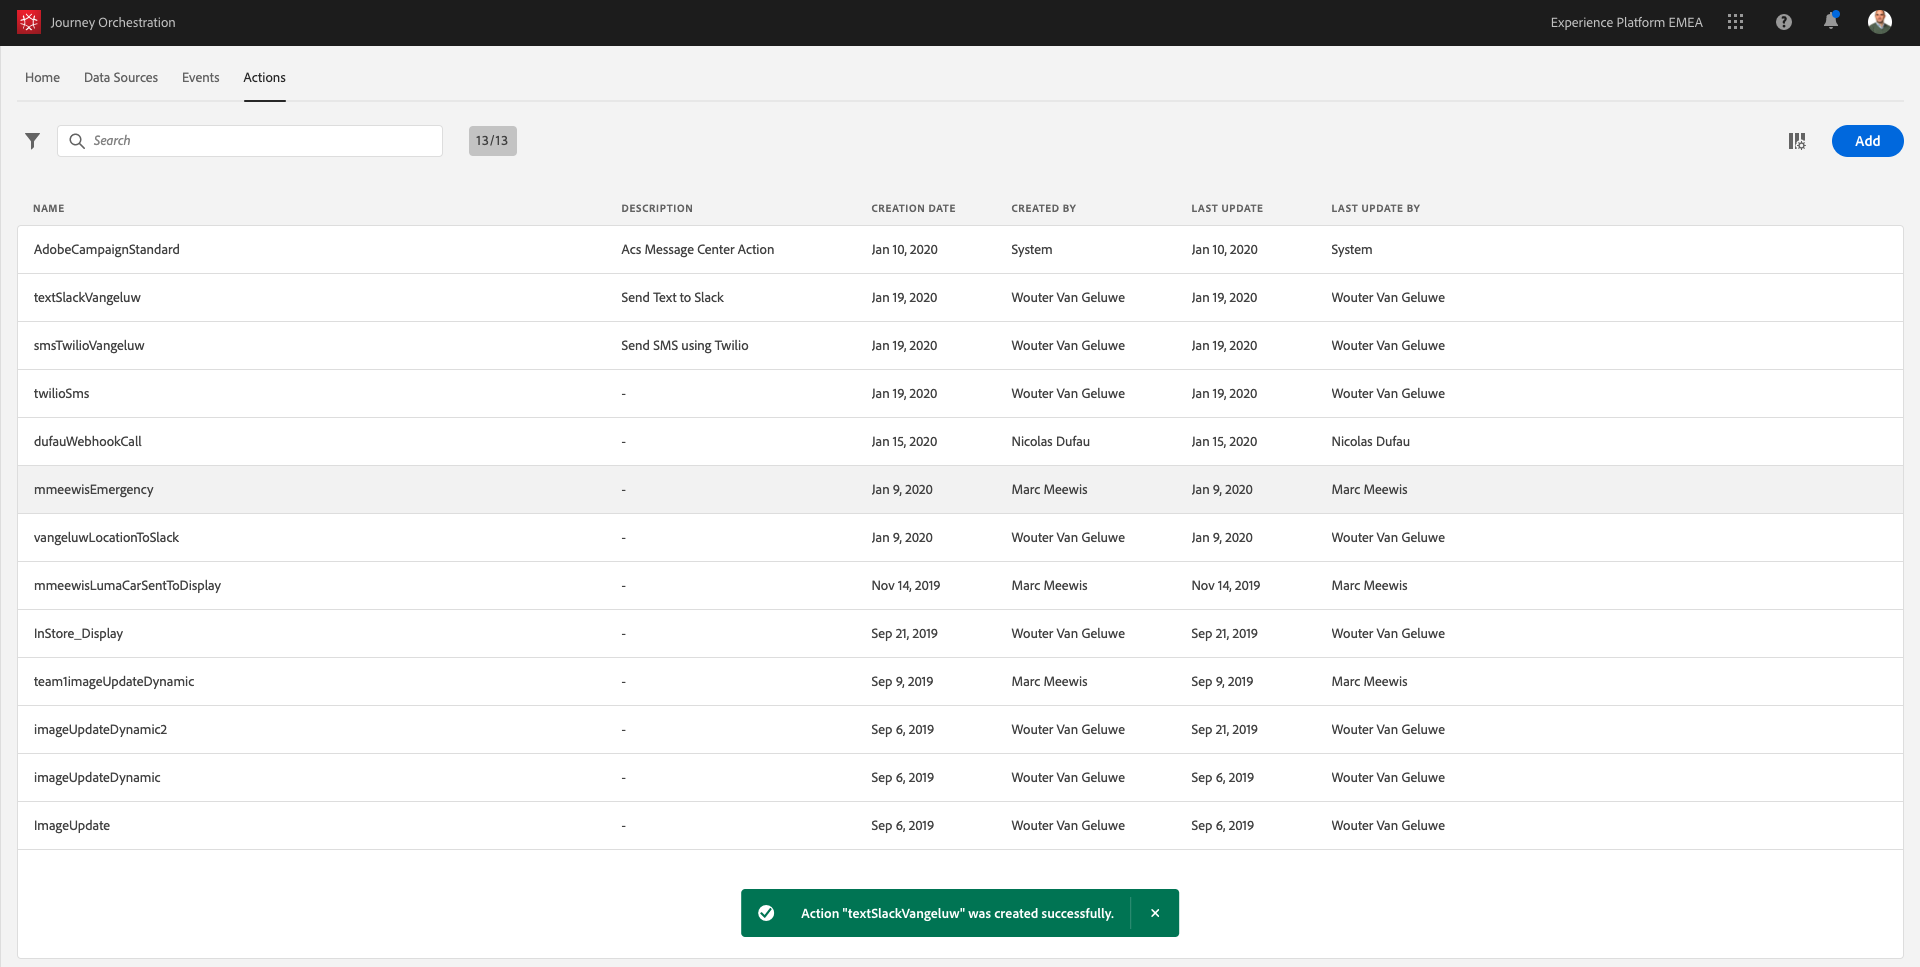 Journey Orchestration
Experience Platform EMEA
Home Data Sources Events Actions
Search 13/13 Add
NAME DESCRIPTION CREATION DATE CREATED BY LAST UPDATE LAST UPDATE BY
AdobeCampaignStandard Acs Message Center Action Jan 10, 2020 System Jan 10, 2020 System
textSlackVangeluw Send Text to Slack Jan 19, 2020 Wouter Van Geluwe Jan 19, 2020 Wouter Van Geluwe
smsTwilioVangeluw Send SMS using Twilio Jan 19, 2020 Wouter Van Geluwe Jan 19, 2020 Wouter Van Geluwe
twilioSms - Jan 19, 2020 Wouter Van Geluwe Jan 19, 2020 Wouter Van Geluwe
dufauWebhookCall - Jan 15, 2020 Nicolas Dufau Jan 15, 2020 Nicolas Dufau
mmeewisEmergency - Jan 9, 2020 Marc Meewis Jan 9, 2020 Marc Meewis
vangeluwLocationToSlack - Jan 9, 2020 Wouter Van Geluwe Jan 9, 2020 Wouter Van Geluwe
mmeewisLumaCarSentToDisplay - Nov 14, 2019 Marc Meewis Nov 14, 2019 Marc Meewis
InStore_Display - Sep 21, 2019 Wouter Van Geluwe Sep 21, 2019 Wouter Van Geluwe
team1imageUpdateDynamic - Sep 9, 2019 Marc Meewis Sep 9, 2019 Marc Meewis
imageUpdateDynamic2 - Sep 6, 2019 Wouter Van Geluwe Sep 21, 2019 Wouter Van Geluwe
imageUpdateDynamic - Sep 6, 2019 Wouter Van Geluwe Sep 6, 2019 Wouter Van Geluwe
ImageUpdate - Sep 6, 2019 Wouter Van Geluwe Sep 6, 2019 Wouter Van Geluwe
Action "textSlackVangeluw" was created successfully.